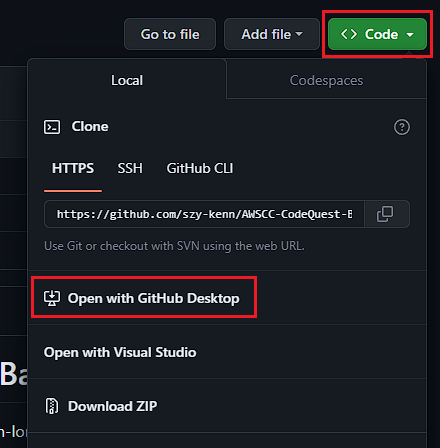 Go to file
Add file
<> Code
Local
Codespaces
Clone
?
HTTPS
SSH
GitHub CLI
https://github.com/szy-kenn/AWSCC-CodeQuest-B
Use Git or checkout with SVN using the web URL.
Open with GitHub Desktop
Open with Visual Studio
Ba
Download ZIP
n-lo